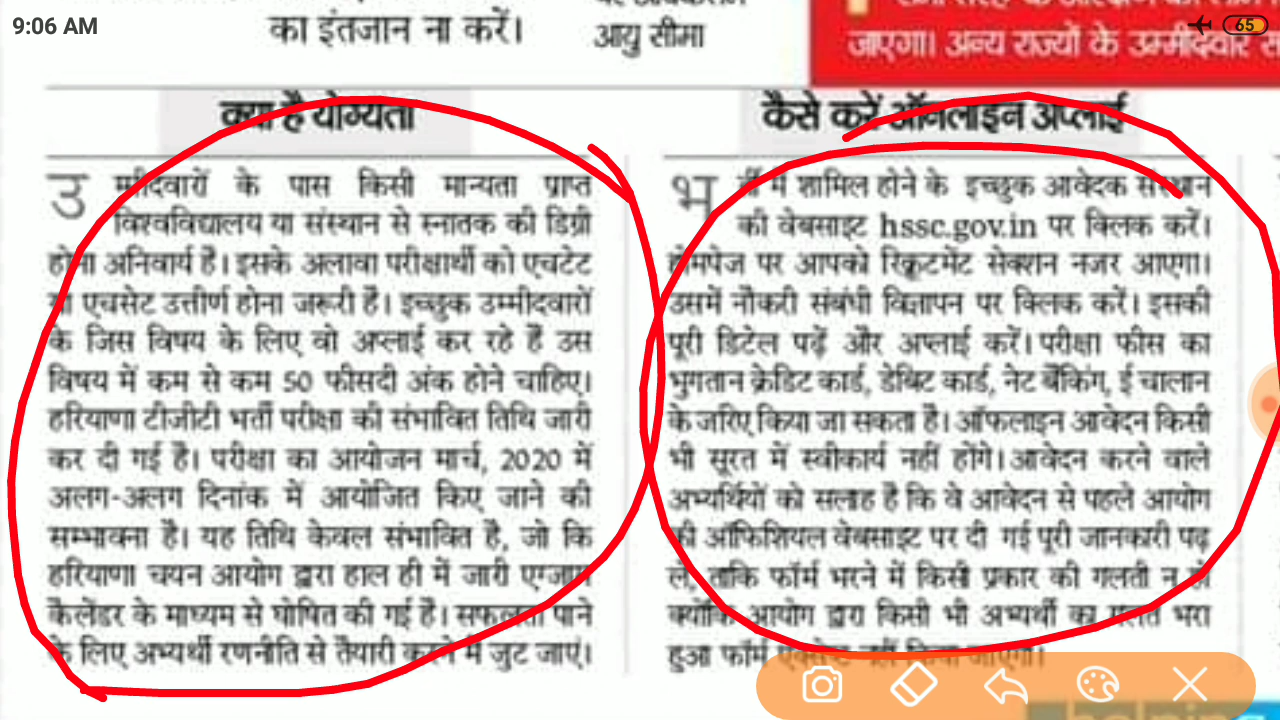 9:06 AM
65
का इंतजान ना करें।
आयु सीमा
जाएगा। अन्य राज्यों के उम्मीदवार स
क्या है योग्यता
उम्मीदवारों के पास किसी मान्यता प्राप्त
विश्वविद्यालय या संस्थान से स्नातक की डिग्री
होना अनिवार्य है। इसके अलावा परीक्षार्थी को एचटेट
या एचसेट उत्तीर्ण होना जरूरी है। इच्छुक उम्मीदवारों
के जिस विषय के लिए वो अप्लाई कर रहे हैं उस
विषय में कम से कम 50 फीसदी अंक होने चाहिए।
हरियाणा टीजीटी भर्ती परीक्षा की संभावित तिथि जारी
कर दी गई है। परीक्षा का आयोजन मार्च, 2020 में
अलग-अलग दिनांक में आयोजित किए जाने की
सम्भावना है। यह तिथि केवल संभावित है, जो कि
हरियाणा चयन आयोग द्वारा हाल ही में जारी एग्जाम
कैलेंडर के माध्यम से घोषित की गई है। सफलता पाने
के लिए अभ्यर्थी रणनीति से तैयारी करने में जुट जाएं।
कैसे करें ऑनलाइन अप्लाई
भर्ती में शामिल होने के इच्छुक आवेदक संस्थान
की वेबसाइट hssc.gov.in पर क्लिक करें।
होमपेज पर आपको रिक्रूटमेंट सेक्शन नजर आएगा।
उसमें नौकरी संबंधी विज्ञापन पर क्लिक करें। इसकी
पूरी डिटेल पढ़ें और अप्लाई करें। परीक्षा फीस का
भुगतान क्रेडिट कार्ड, डेबिट कार्ड, नेट बैंकिंग, ई चालान
के जरिए किया जा सकता है। ऑफलाइन आवेदन किसी
भी सूरत में स्वीकार्य नहीं होंगे। आवेदन करने वाले
अभ्यर्थियों को सलाह है कि वे आवेदन से पहले आयोग
की ऑफिशियल वेबसाइट पर दी गई पूरी जानकारी पढ़
लें, ताकि फॉर्म भरने में किसी प्रकार की गलती न हो
क्योंकि आयोग द्वारा किसी भी अभ्यर्थी का गलत भरा
हुआ फॉर्म एक्सेप्ट नहीं किया जाएगा।